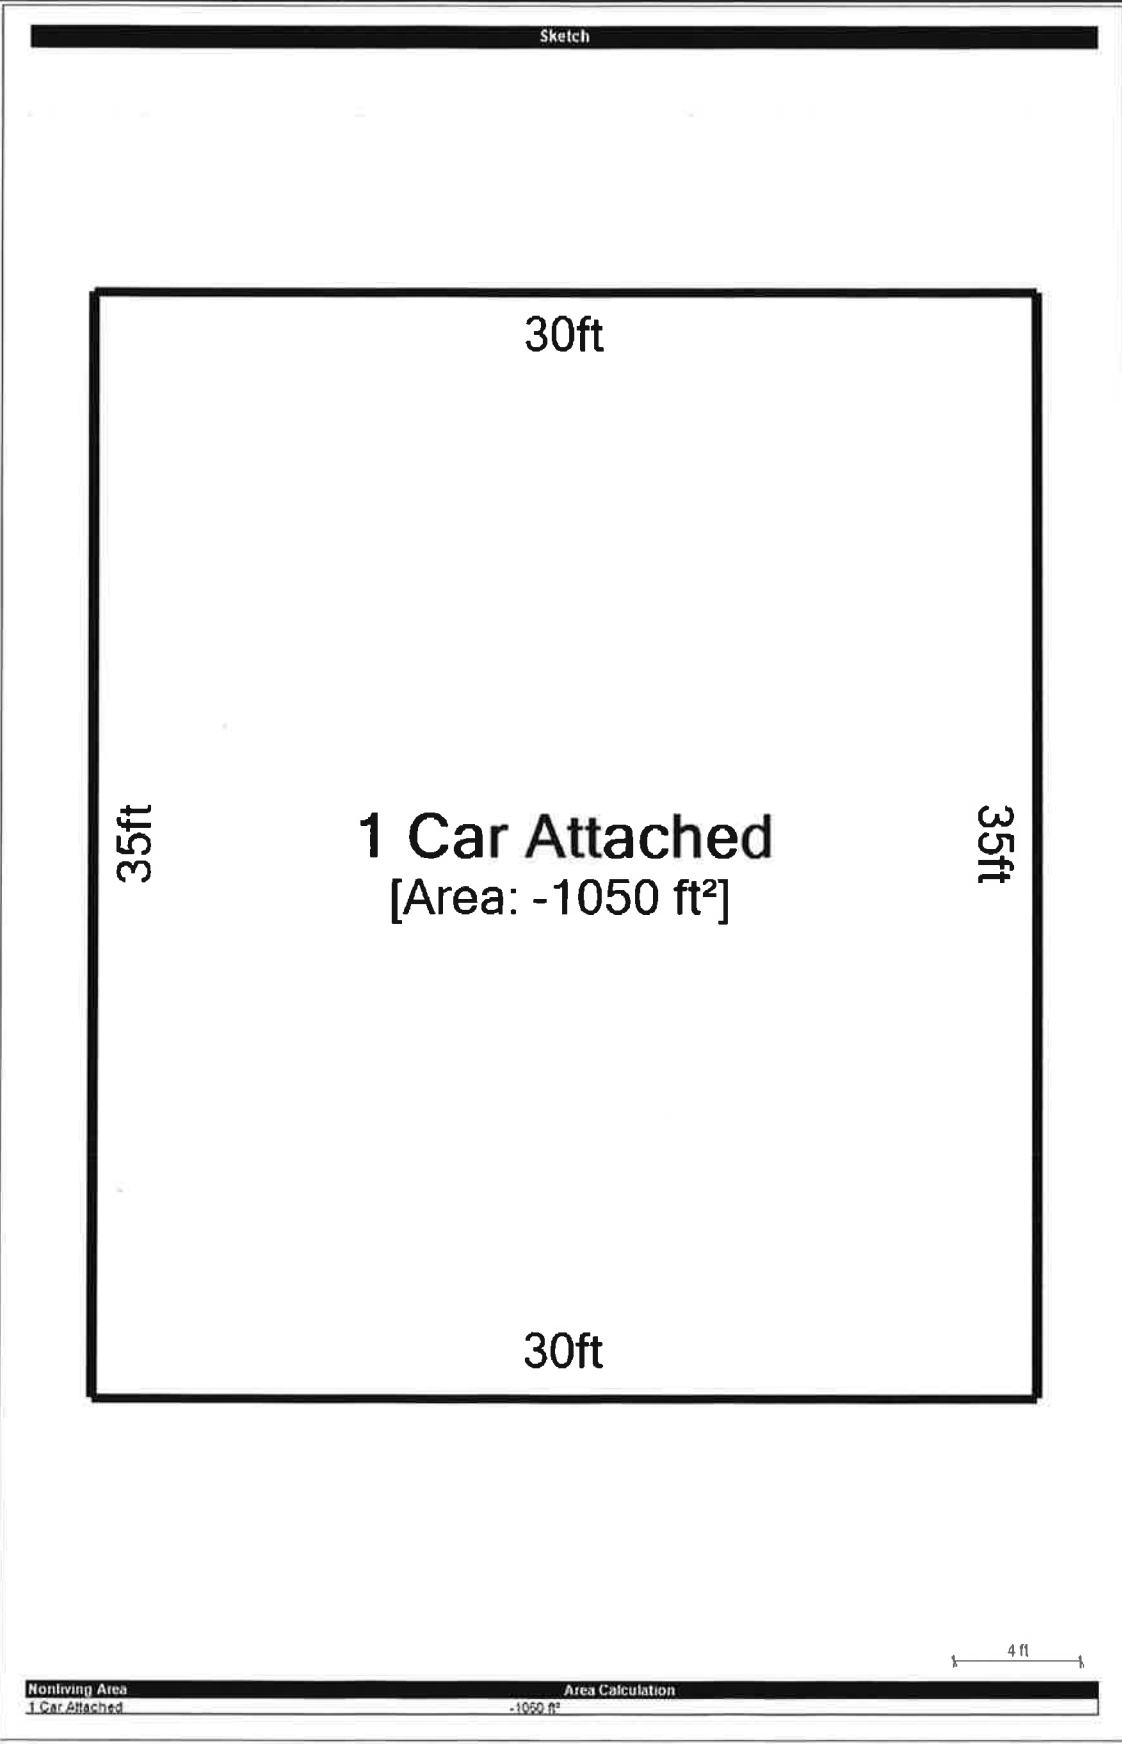 Sketch
30ft
35ft
35ft
1 Car Attached
[Area: -1050 ft²]
30ft
4 ft
Nonliving Area Area Calculation
1 Car Attached -1050 ft²